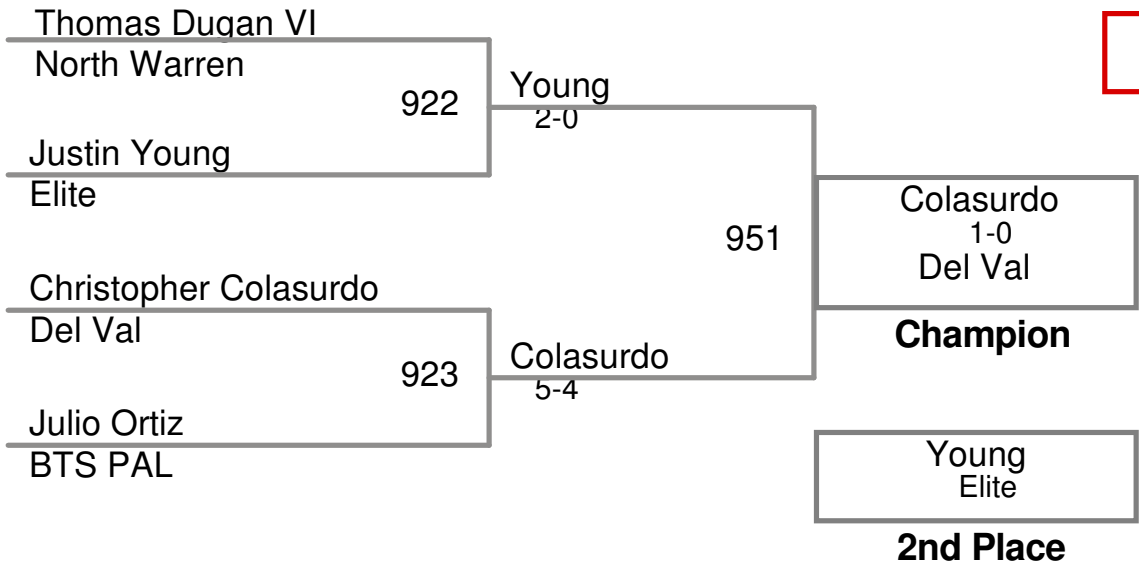 Thomas Dugan VI
North Warren
922
Young
2-0
Justin Young
Elite
951
Colasurdo
1-0
Del Val
Champion
Christopher Colasurdo
Del Val
923
Colasurdo
5-4
Julio Ortiz
BTS PAL
Young
Elite
2nd Place